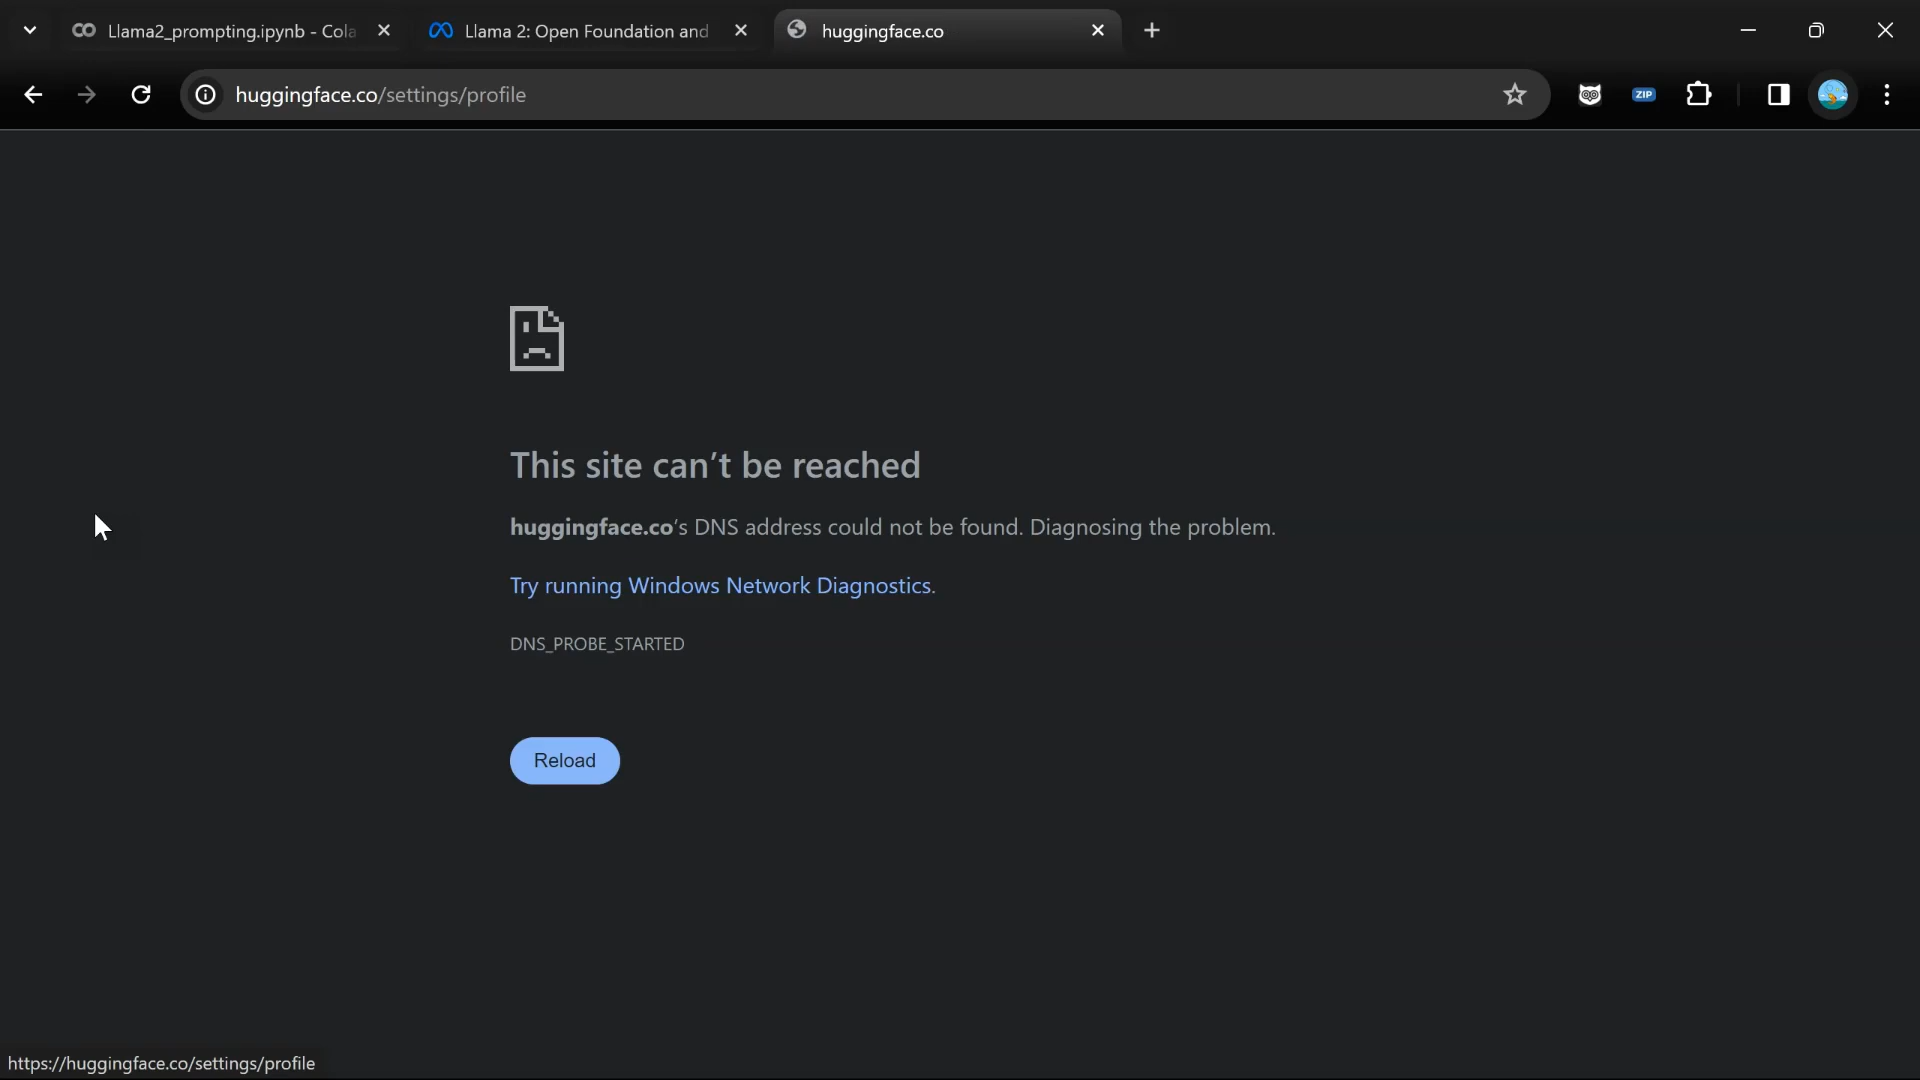 Llama2_prompting.ipynb - Cola
Llama 2: Open Foundation and
huggingface.co
huggingface.co/settings/profile
ZIP
This site can't be reached
huggingface.co's DNS address could not be found. Diagnosing the problem.
Try running Windows Network Diagnostics.
DNS_PROBE_STARTED
Reload
https://huggingface.co/settings/profile